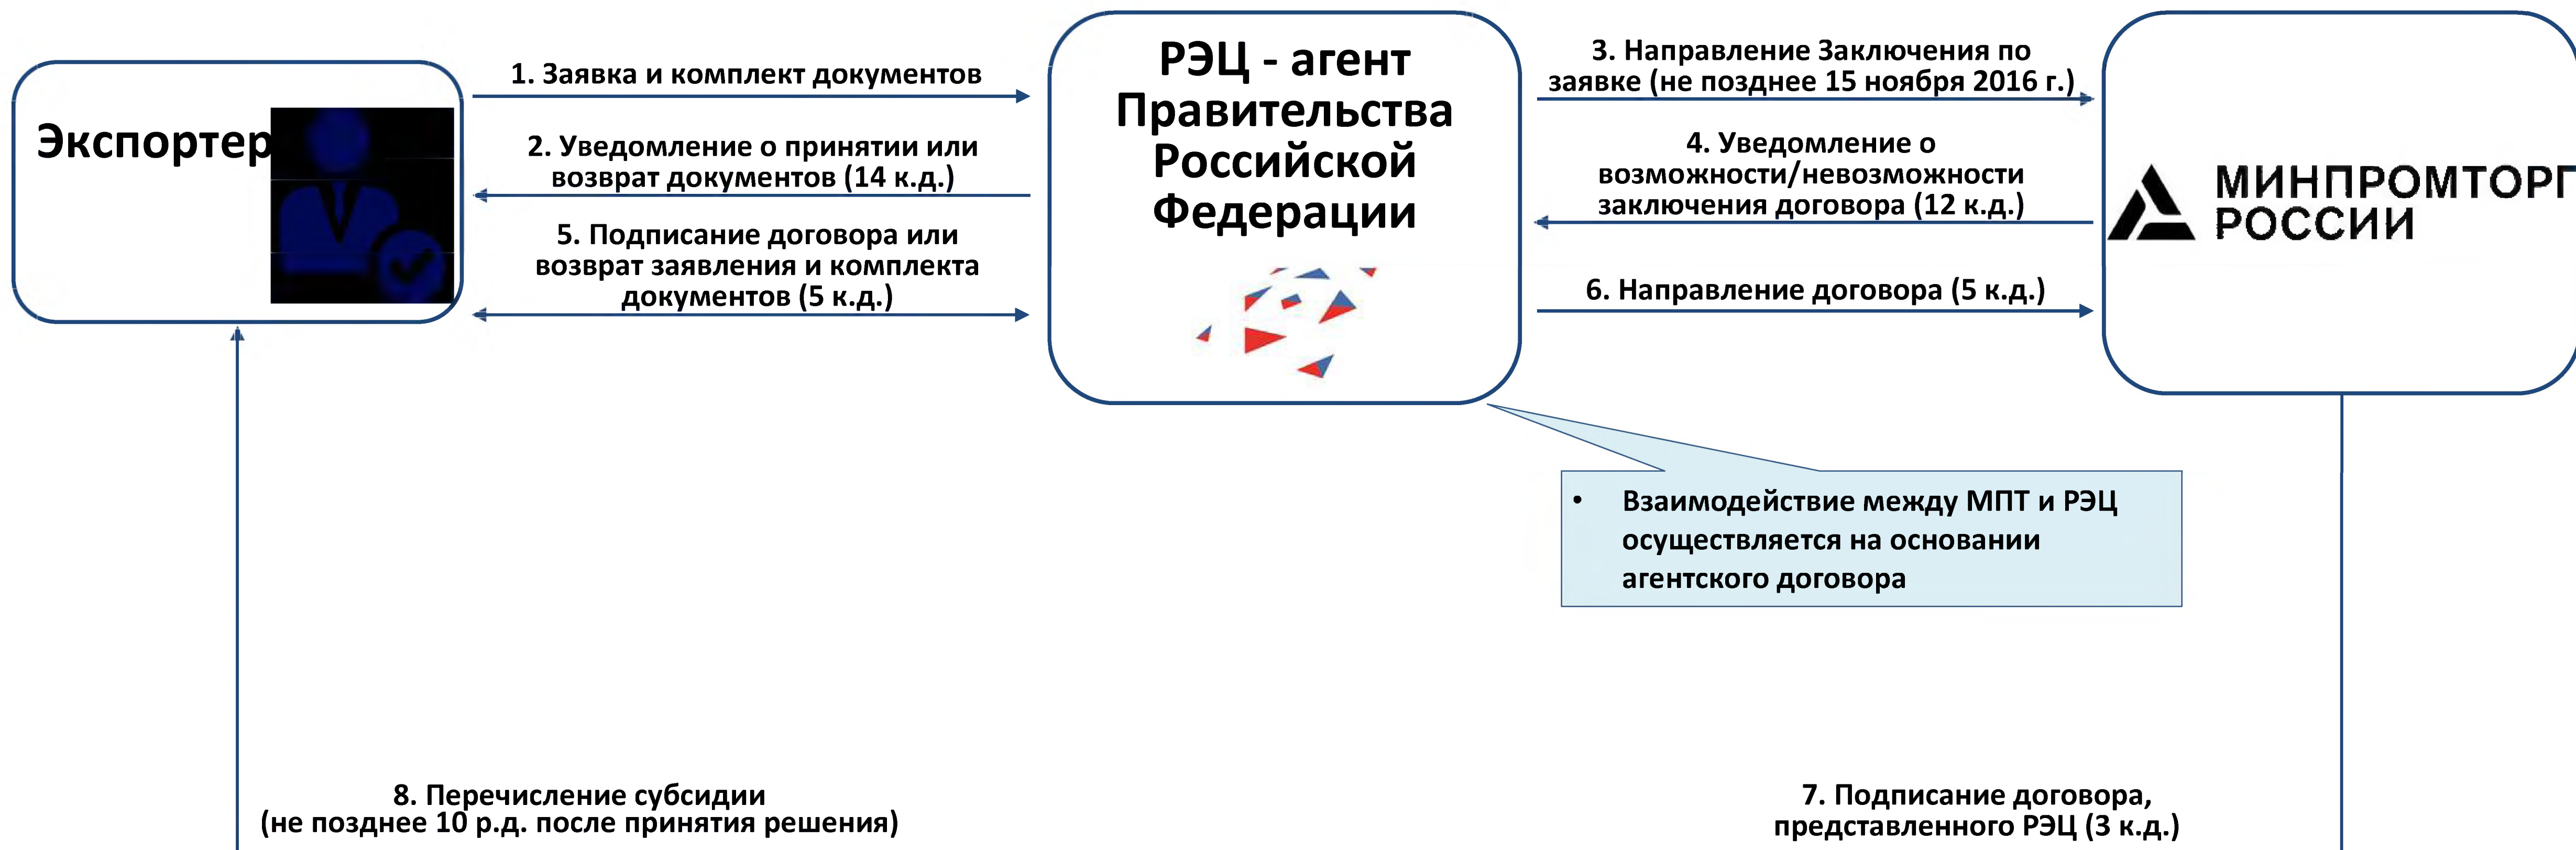 Экспортер
1. Заявка и комплект документов
2. Уведомление о принятии или
возврат документов (14 к.д.)
5. Подписание договора или
возврат заявления и комплекта
документов (5 к.д.)
РЭЦ - агент
Правительства
Российской
Федерации
3. Направление Заключения по
заявке (не позднее 15 ноября 2016 г.)
4. Уведомление о
возможности/невозможности
заключения договора (12 к.д.)
6. Направление договора (5 к.д.)
МИНПРОМТОРГ
РОССИИ
• Взаимодействие между МПТ и РЭЦ
осуществляется на основании
агентского договора
8. Перечисление субсидии
(не позднее 10 р.д. после принятия решения)
7. Подписание договора,
представленного РЭЦ (3 к.д.)